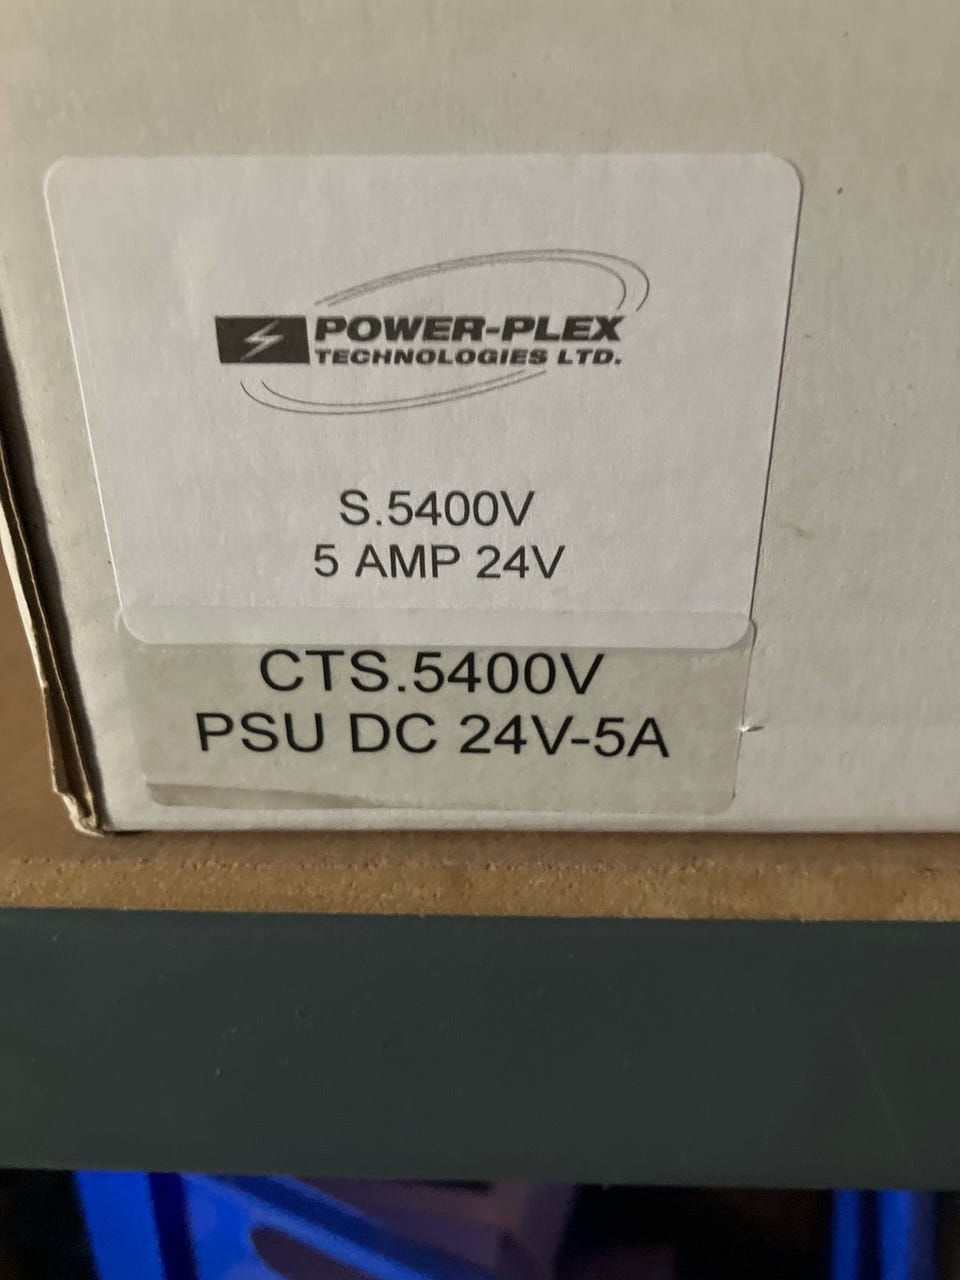 POWER-PLEX
TECHNOLOGIES LTD.
S.5400V
5 AMP 24V
CTS.5400V
PSU DC 24V-5A